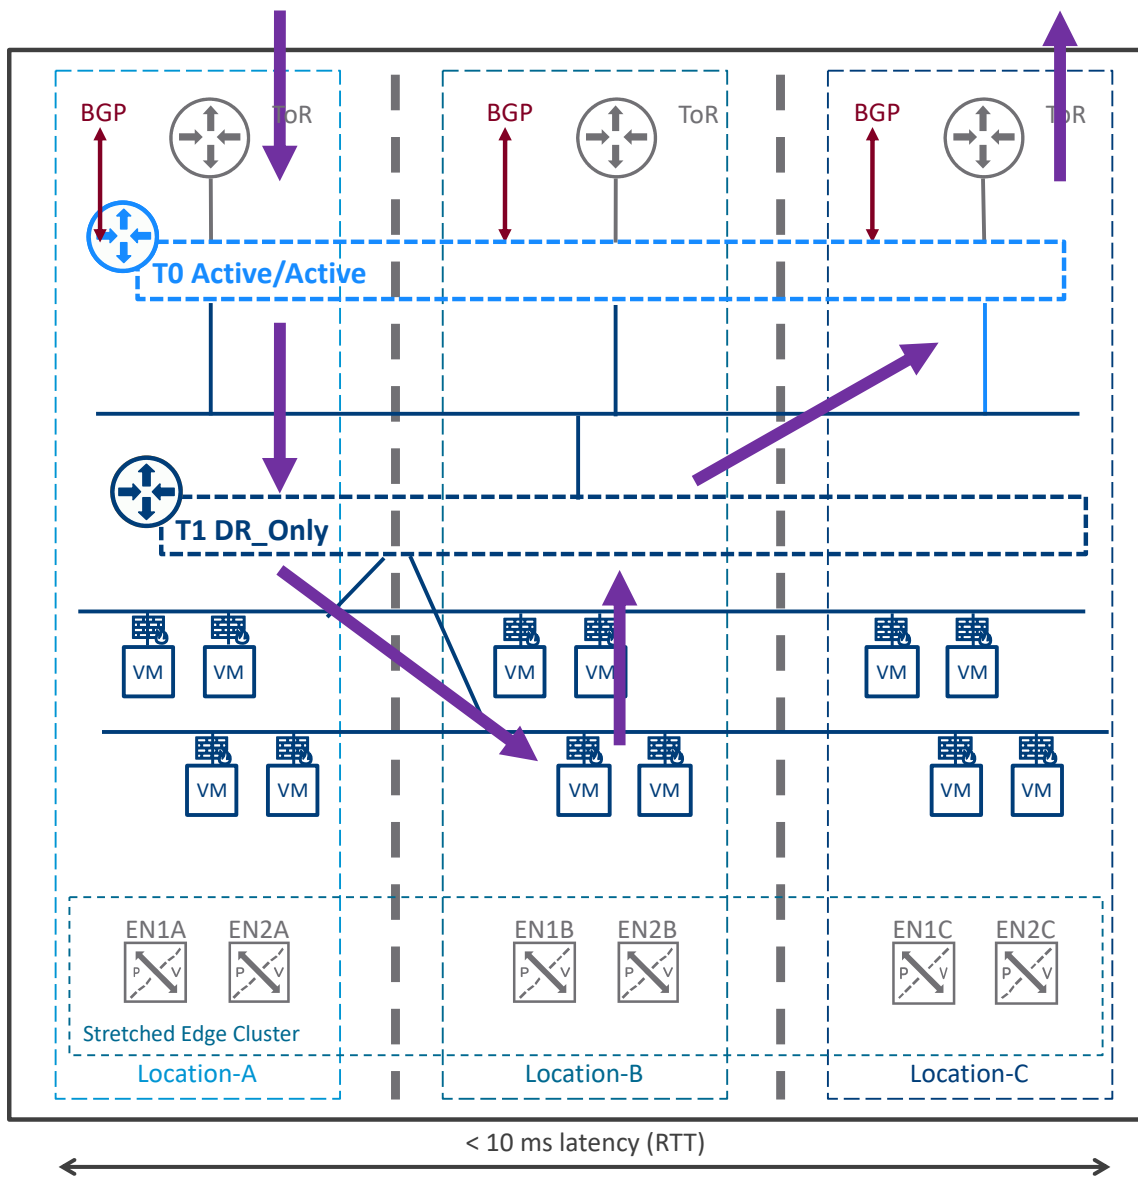 BGP
ToR
BGP
ToR
BGP
ToR
T0 Active/Active
T1 DR_Only
VM
VM
VM
VM
VM
VM
VM
VM
VM
VM
VM
VM
EN1A
EN2A
EN1B
EN2B
EN1C
EN2C
P
V
P
V
P
V
P
V
P
V
P
V
Stretched Edge Cluster
Location-A
Location-B
Location-C
< 10 ms latency (RTT)